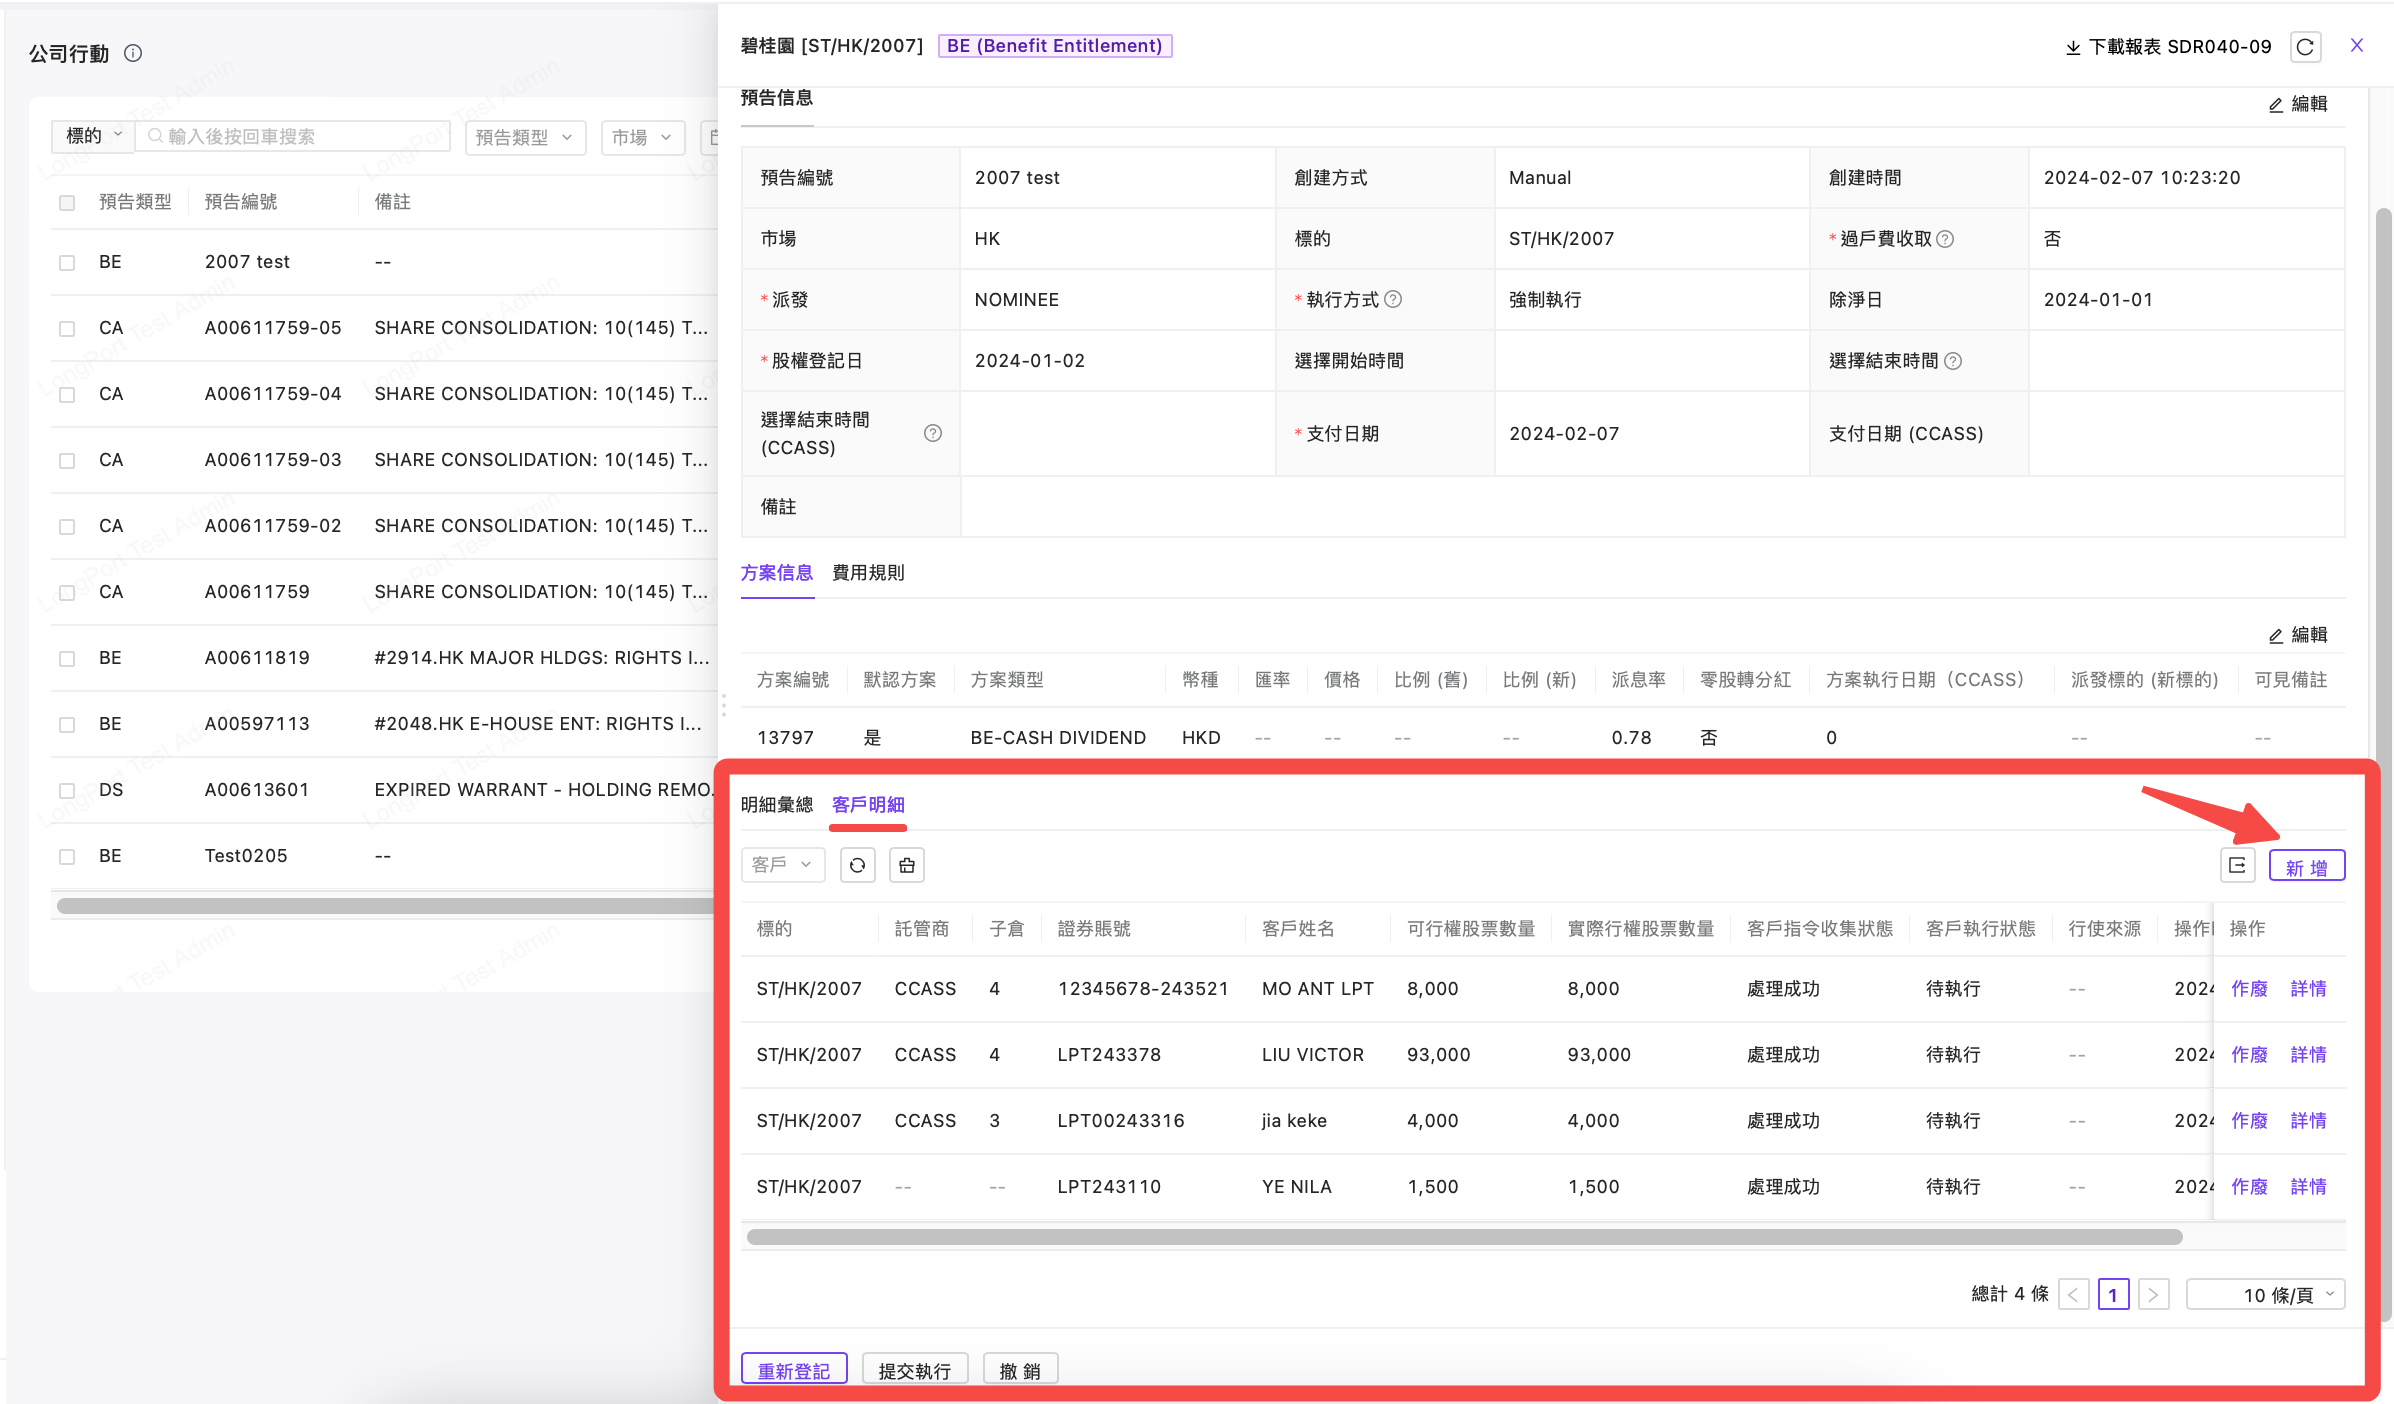 公司行動
標的 輸入後按回車搜索 預告類型 市場
預告類型 預告編號 備註
BE 2007 test --
CA A00611759-05 SHARE CONSOLIDATION: 10(145) T...
CA A00611759-04 SHARE CONSOLIDATION: 10(145) T...
CA A00611759-03 SHARE CONSOLIDATION: 10(145) T...
CA A00611759-02 SHARE CONSOLIDATION: 10(145) T...
CA A00611759 SHARE CONSOLIDATION: 10(145) T...
BE A00611819 #2914.HK MAJOR HLDGS: RIGHTS I...
BE A00597113 #2048.HK E-HOUSE ENT: RIGHTS I...
DS A00613601 EXPIRED WARRANT - HOLDING REMO.
BE Test0205 --
LongPort Test Admin
碧桂園 [ST/HK/2007] BE (Benefit Entitlement) 下載報表 SDR040-09
預告信息 編輯
預告編號 2007 test 創建方式 Manual 創建時間 2024-02-07 10:23:20
市場 HK 標的 ST/HK/2007 * 過戶費收取 否
* 派發 NOMINEE * 執行方式 強制執行 除淨日 2024-01-01
* 股權登記日 2024-01-02 選擇開始時間 選擇結束時間
選擇結束時間
(CCASS) * 支付日期 2024-02-07 支付日期 (CCASS)
備註
方案信息 費用規則
編輯
方案編號 默認方案 方案類型 幣種 匯率 價格 比例 (舊) 比例 (新) 派息率 零股轉分紅 方案執行日期（CCASS） 派發標的 (新標的) 可見備註
13797 是 BE-CASH DIVIDEND HKD -- -- -- -- 0.78 否 0 -- --
明細彙總 客戶明細
客戶 新 增
標的 託管商 子倉 證券賬號 客戶姓名 可行權股票數量 實際行權股票數量 客戶指令收集狀態 客戶執行狀態 行使來源 操作 操作
ST/HK/2007 CCASS 4 12345678-243521 MO ANT LPT 8,000 8,000 處理成功 待執行 -- 2024 作廢 詳情
ST/HK/2007 CCASS 4 LPT243378 LIU VICTOR 93,000 93,000 處理成功 待執行 -- 2024 作廢 詳情
ST/HK/2007 CCASS 3 LPT00243316 jia keke 4,000 4,000 處理成功 待執行 -- 2024 作廢 詳情
ST/HK/2007 -- -- LPT243110 YE NILA 1,500 1,500 處理成功 待執行 -- 2024 作廢 詳情
總計 4 條 < 1 > 10 條/頁
重新登記 提交執行 撤 銷